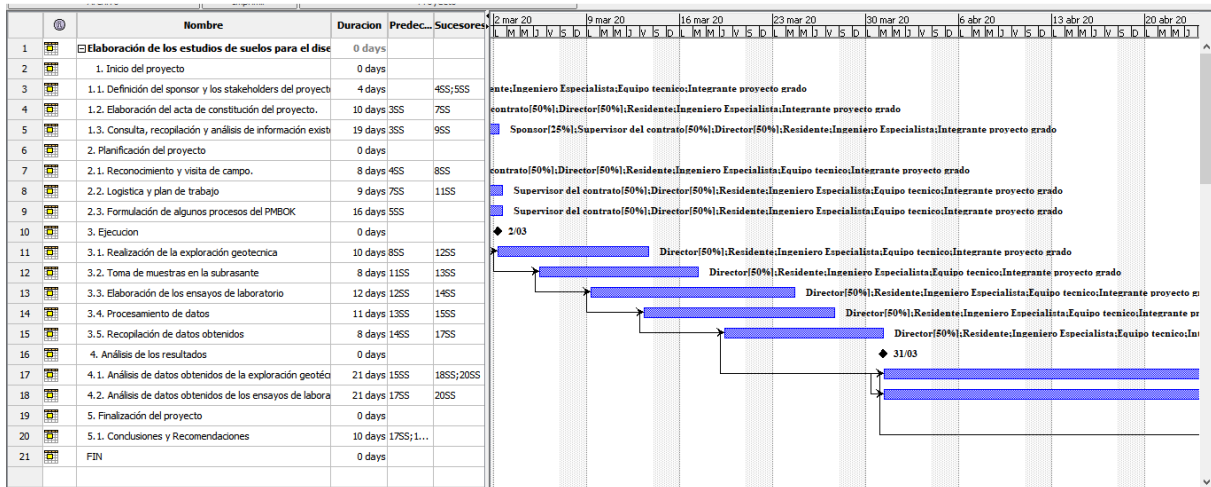 Nombre Duracion Predec... Sucesores 2 mar 20 9 mar 20 16 mar 20 23 mar 20 30 mar 20 6 abr 20 13 abr 20 20 abr 20
L M M J V S D L M M J V S D L M M J V S D L M M J V S D L M M J V S D L M M J V S D L M M J V S D L M M J
1 Elaboración de los estudios de suelos para el dise 0 days
2 1. Inicio del proyecto 0 days
3 1.1. Definición del sponsor y los stakeholders del proyect 4 days 4SS;5SS ente;Ingeniero Especialista;Equipo tecnico;Integrante proyecto grado
4 1.2. Elaboración del acta de constitución del proyecto. 10 days 3SS 7SS contrato[50%];Director[50%];Residente;Ingeniero Especialista;Integrante proyecto grado
5 1.3. Consulta, recopilación y análisis de información exist 19 days 3SS 9SS Sponsor[25%];Supervisor del contrato[50%];Director[50%];Residente;Ingeniero Especialista;Integrante proyecto grado
6 2. Planificación del proyecto 0 days
7 2.1. Reconocimiento y visita de campo. 8 days 4SS 8SS contrato[50%];Director[50%];Residente;Ingeniero Especialista;Equipo tecnico;Integrante proyecto grado
8 2.2. Logistica y plan de trabajo 9 days 7SS 11SS Supervisor del contrato[50%];Director[50%];Residente;Ingeniero Especialista;Equipo tecnico;Integrante proyecto grado
9 2.3. Formulación de algunos procesos del PMBOK 16 days 5SS Supervisor del contrato[50%];Director[50%];Residente;Ingeniero Especialista;Equipo tecnico;Integrante proyecto grado
10 3. Ejecucion 0 days 2/03
11 3.1. Realización de la exploración geotecnica 10 days 8SS 12SS Director[50%];Residente;Ingeniero Especialista;Equipo tecnico;Integrante proyecto grado
12 3.2. Toma de muestras en la subrasante 8 days 11SS 13SS Director[50%];Residente;Ingeniero Especialista;Equipo tecnico;Integrante proyecto grado
13 3.3. Elaboración de los ensayos de laboratorio 12 days 12SS 14SS Director[50%];Residente;Ingeniero Especialista;Equipo tecnico;Integrante proyecto g
14 3.4. Procesamiento de datos 11 days 13SS 15SS Director[50%];Residente;Ingeniero Especialista;Equipo tecnico;Integrante pr
15 3.5. Recopilación de datos obtenidos 8 days 14SS 17SS Director[50%];Residente;Ingeniero Especialista;Equipo tecnico;In
16 4. Análisis de los resultados 0 days 31/03
17 4.1. Análisis de datos obtenidos de la exploración geotéc 21 days 15SS 18SS;20SS
18 4.2. Análisis de datos obtenidos de los ensayos de labora 21 days 17SS 20SS
19 5. Finalización del proyecto 0 days
20 5.1. Conclusiones y Recomendaciones 10 days 17SS;1...
21 FIN 0 days